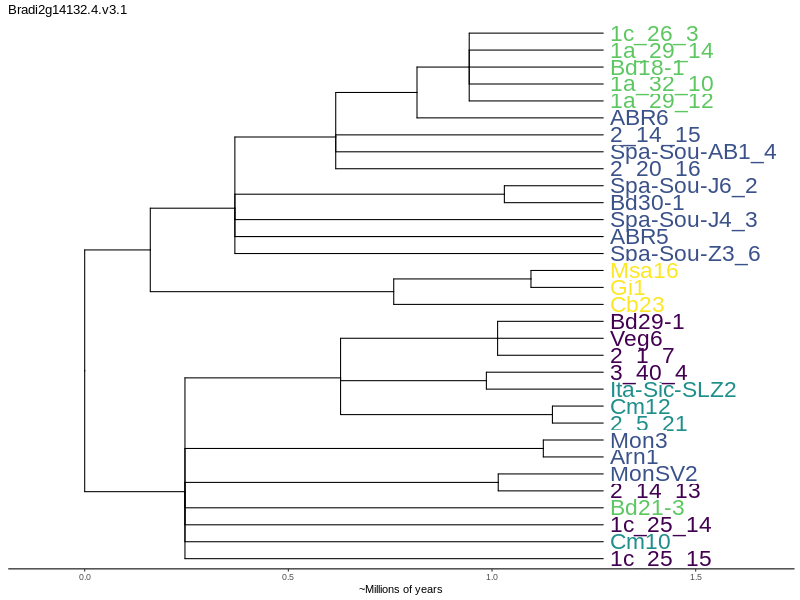 Bradi2g14132.4.v3.1
1c_26_3
1a_29_14
Bd18-1
1a_32_10
1a_29_12
ABR6
2_14_15
Spa-Sou-AB1_4
2_20_16
Spa-Sou-J6_2
Bd30-1
Spa-Sou-J4_3
ABR5
Spa-Sou-Z3_6
Msa16
Gi1
Cb23
Bd29-1
Veg6
2_1_7
3_40_4
Ita-Sic-SLZ2
Cm12
2_5_21
Mon3
Arn1
MonSV2
2_14_13
Bd21-3
1c_25_14
Cm10
1c_25_15
0.0 0.5 1.0 1.5
~Millions of years